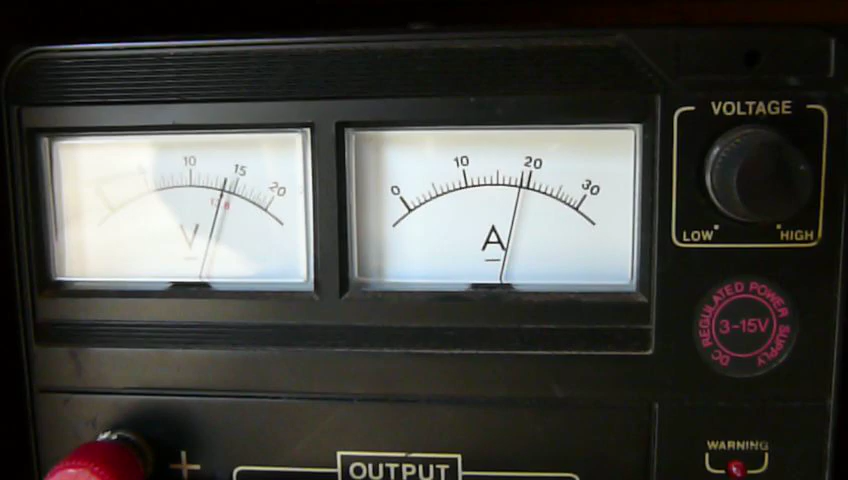 10 15 20
V
0 10 20 30
A
VOLTAGE
LOW HIGH
DC REGULATED POWER SUPPLY
3-15V
WARNING
+
OUTPUT